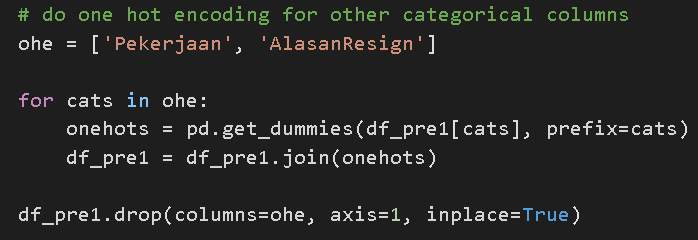 # do one hot encoding for other categorical columns
ohe = ['Pekerjaan', 'AlasanResign']
for cats in ohe:
    onehots = pd.get_dummies(df_pre1[cats], prefix=cats)
    df_pre1 = df_pre1.join(onehots)
df_pre1.drop(columns=ohe, axis=1, inplace=True)